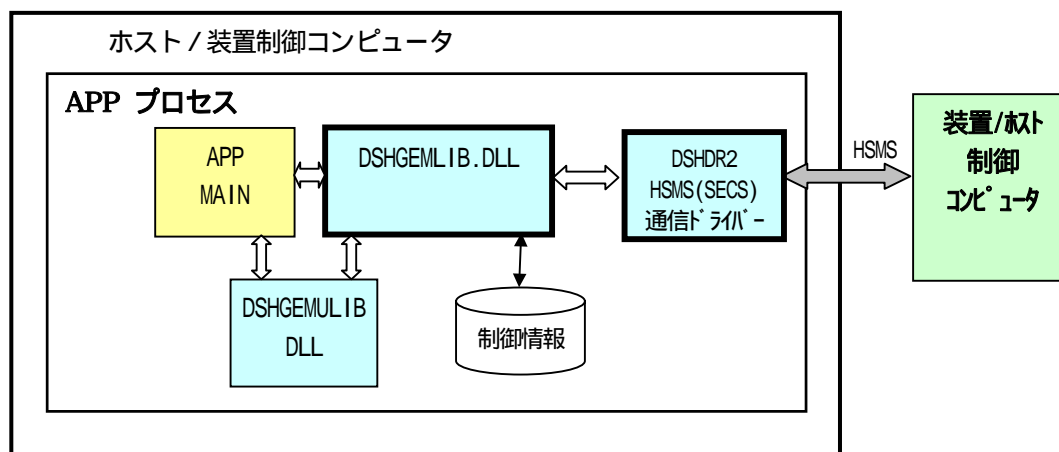 ホスト / 装置制御コンピュータ
APP プロセス
APP
MAIN
DSHGEMLIB.DLL
DSHDR2
HSMS(SECS)
通信ドライバー
HSMS
装置/ホスト
制御
コンピュータ
DSHGEMULIB
DLL
制御情報